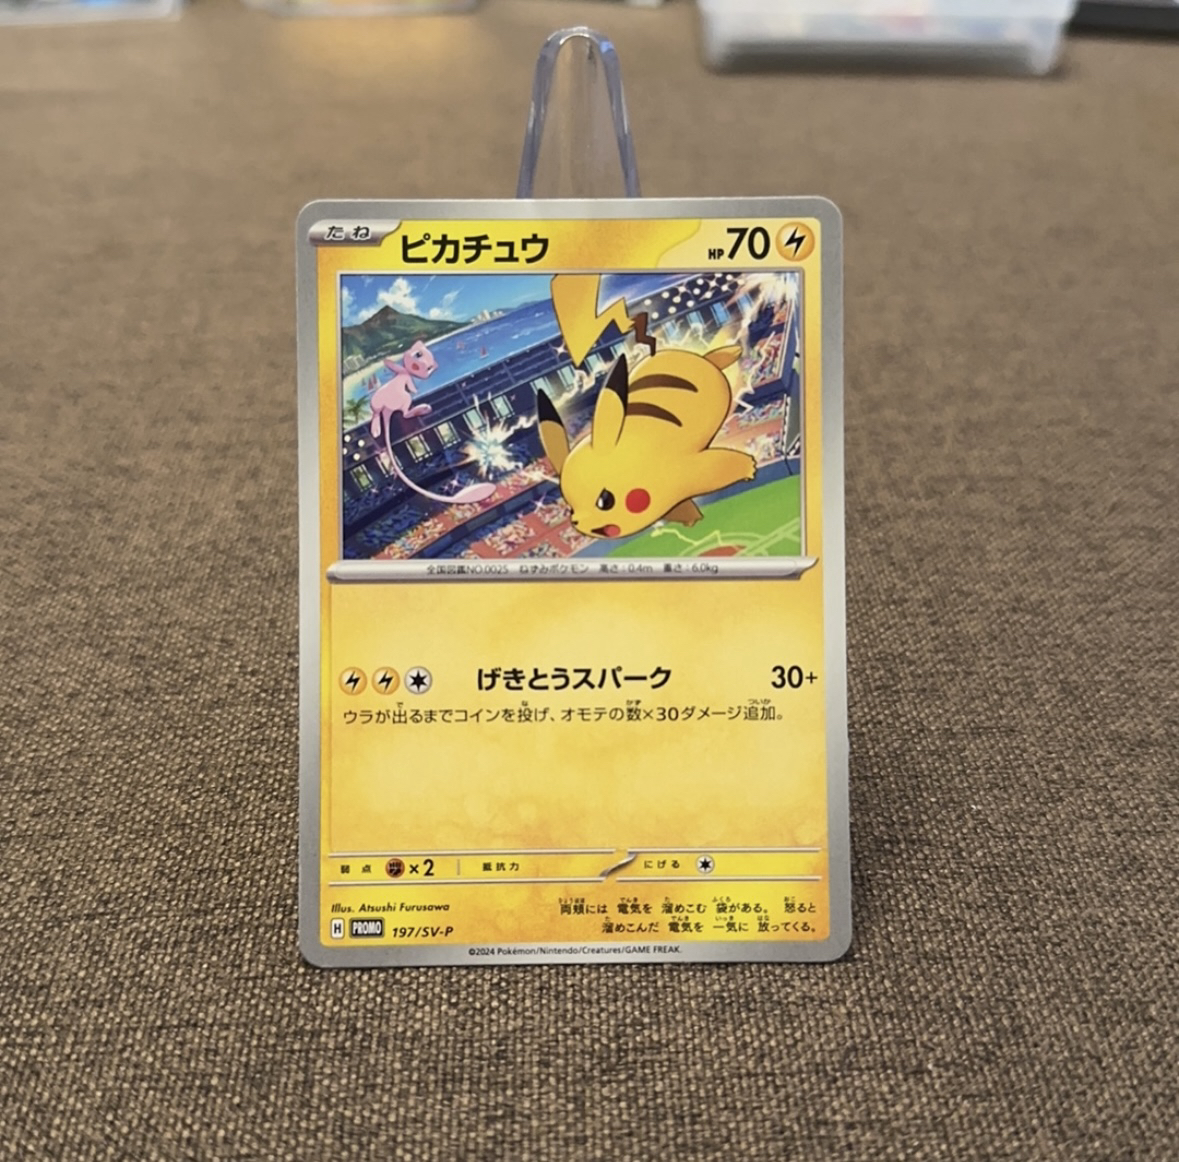 たね
ピカチュウ
HP70
全国図鑑NO.0025 ねずみポケモン 高さ:0.4m 重さ:6.0kg
げきとうスパーク 30+
ウラが出るまでコインを投げ、オモテの数×30ダメージ追加。
弱点 ×2 抵抗力 にげる
Illus. Atsushi Furusawa
両頬には 電気を 溜めこむ 袋がある。 怒ると
溜めこんだ 電気を 一気に 放ってくる。
H PROMO 197/SV-P
©2024 Pokémon/Nintendo/Creatures/GAME FREAK.